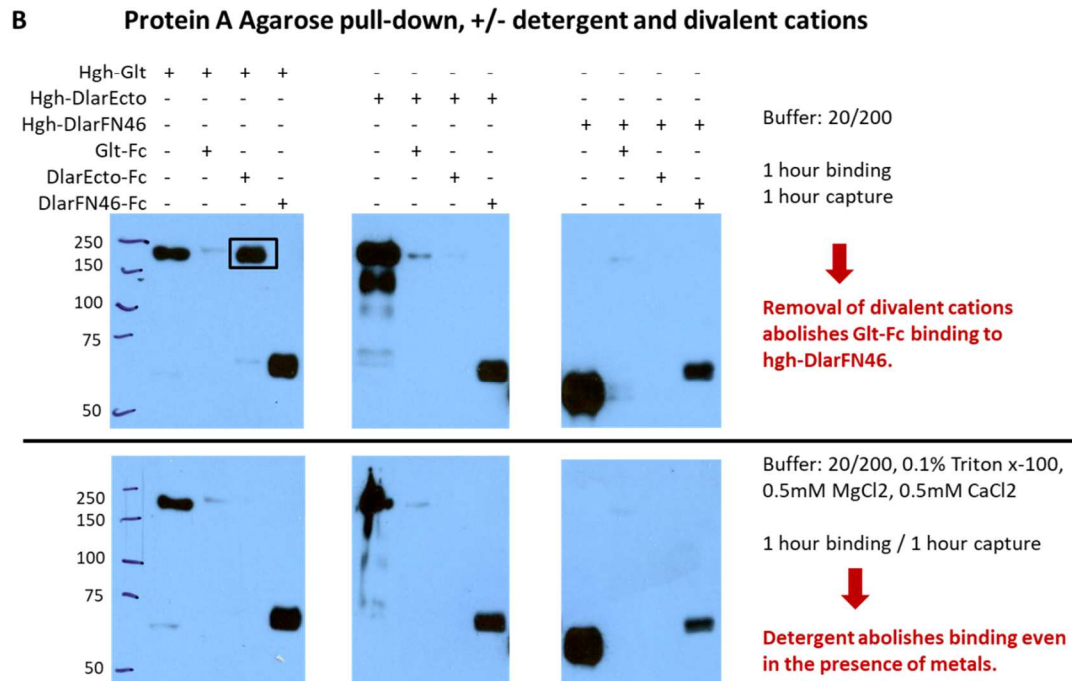 B Protein A Agarose pull-down, +/- detergent and divalent cations
Hgh-Glt + + + + - - - - - - - -
Hgh-DlarEcto - - - - + + + + - - - -
Hgh-DlarFN46 - - - - - - - - + + + +
Glt-Fc - + - - - + - - - + - -
DlarEcto-Fc - - + - - - + - - - + -
DlarFN46-Fc - - - + - - - + - - - +
Buffer: 20/200
1 hour binding
1 hour capture
250
150
100
75
50
Removal of divalent cations
abolishes Glt-Fc binding to
hgh-DlarFN46.
Buffer: 20/200, 0.1% Triton x-100,
0.5mM MgCl2, 0.5mM CaCl2
1 hour binding / 1 hour capture
250
150
100
75
50
Detergent abolishes binding even
in the presence of metals.